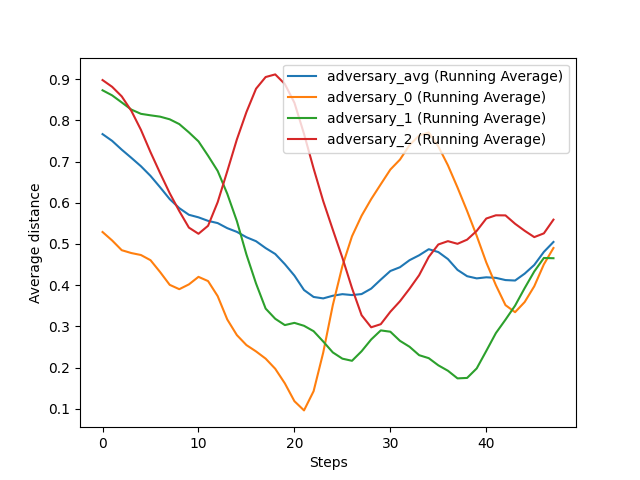 adversary_avg (Running Average)
adversary_0 (Running Average)
adversary_1 (Running Average)
adversary_2 (Running Average)
0.9
0.8
0.7
0.6
0.5
0.4
0.3
0.2
0.1
Average distance
0 10 20 30 40
Steps